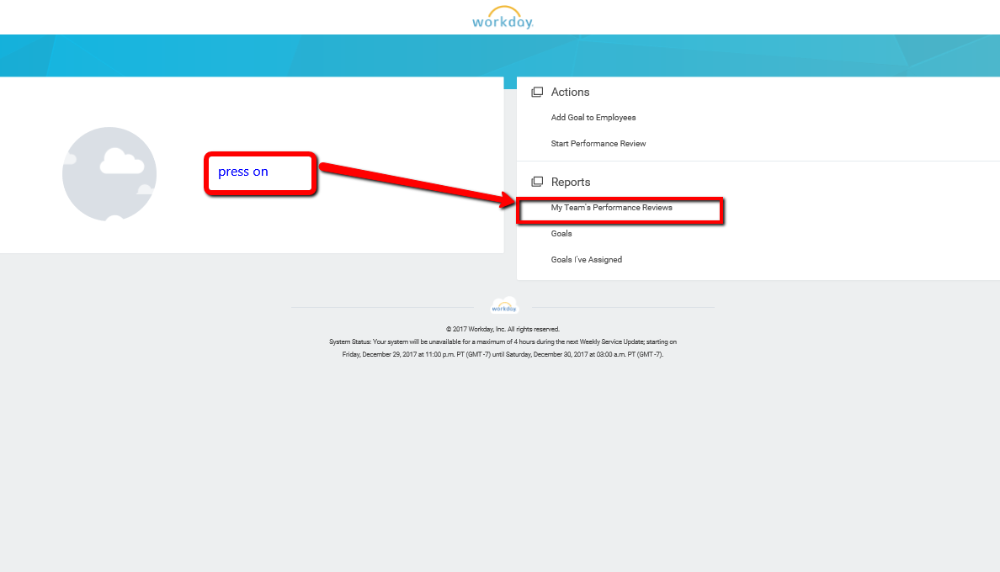 workday.
Actions
Add Goal to Employees
Start Performance Review
press on
Reports
My Team's Performance Reviews
Goals
Goals I've Assigned
workday
© 2017 Workday, Inc. All rights reserved.
System Status: Your system will be unavailable for a maximum of 4 hours during the next Weekly Service Update; starting on
Friday, December 29, 2017 at 11:00 p.m. PT (GMT -7) until Saturday, December 30, 2017 at 03:00 a.m. PT (GMT -7).